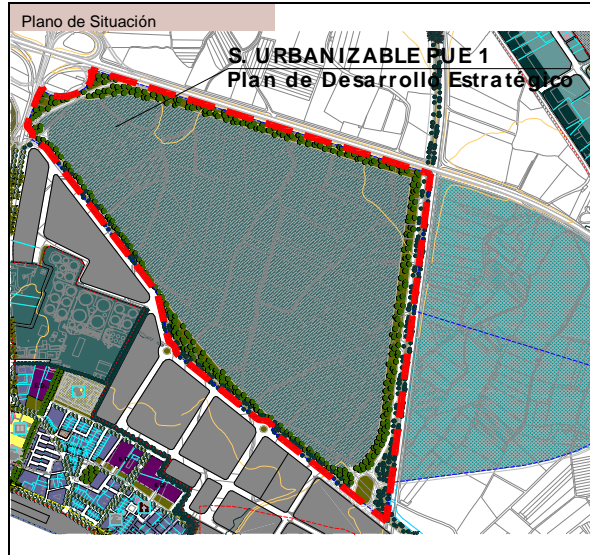 Plano de Situación
S. URBANIZABLE PUE 1
Plan de Desarrollo Estratégico